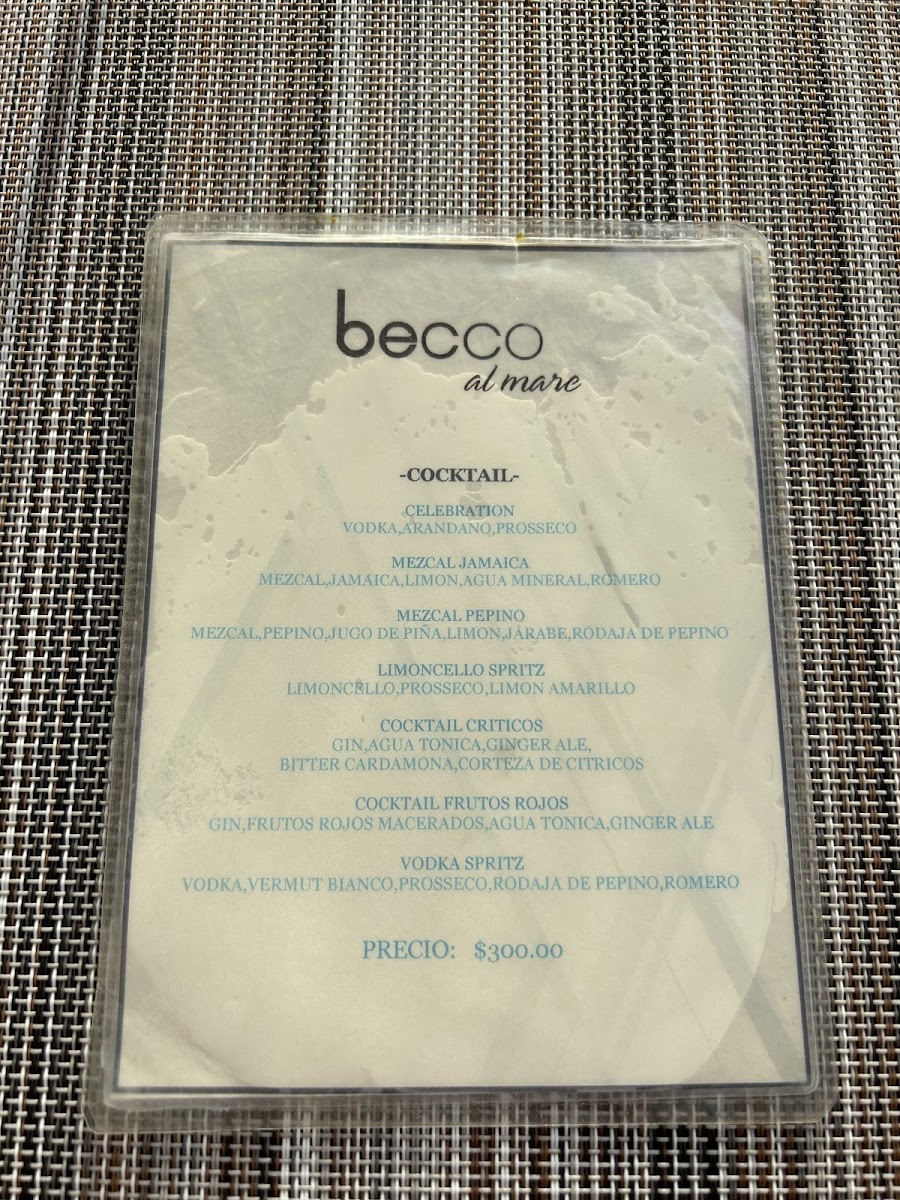 becco
al mare
-COCKTAIL-
CELEBRATION
VODKA,ARANDANO,PROSSECO
MEZCAL JAMAICA
MEZCAL,JAMAICA,LIMON,AGUA MINERAL,ROMERO
MEZCAL PEPINO
MEZCAL,PEPINO,JUGO DE PIÑA,LIMON,JARABE,RODAJA DE PEPINO
LIMONCELLO SPRITZ
LIMONCELLO,PROSSECO,LIMON AMARILLO
COCKTAIL CRITICOS
GIN,AGUA TONICA,GINGER ALE,
BITTER CARDAMONA,CORTEZA DE CITRICOS
COCKTAIL FRUTOS ROJOS
GIN,FRUTOS ROJOS MACERADOS,AGUA TONICA,GINGER ALE
VODKA SPRITZ
VODKA,VERMUT BIANCO,PROSSECO,RODAJA DE PEPINO,ROMERO
PRECIO: $300.00